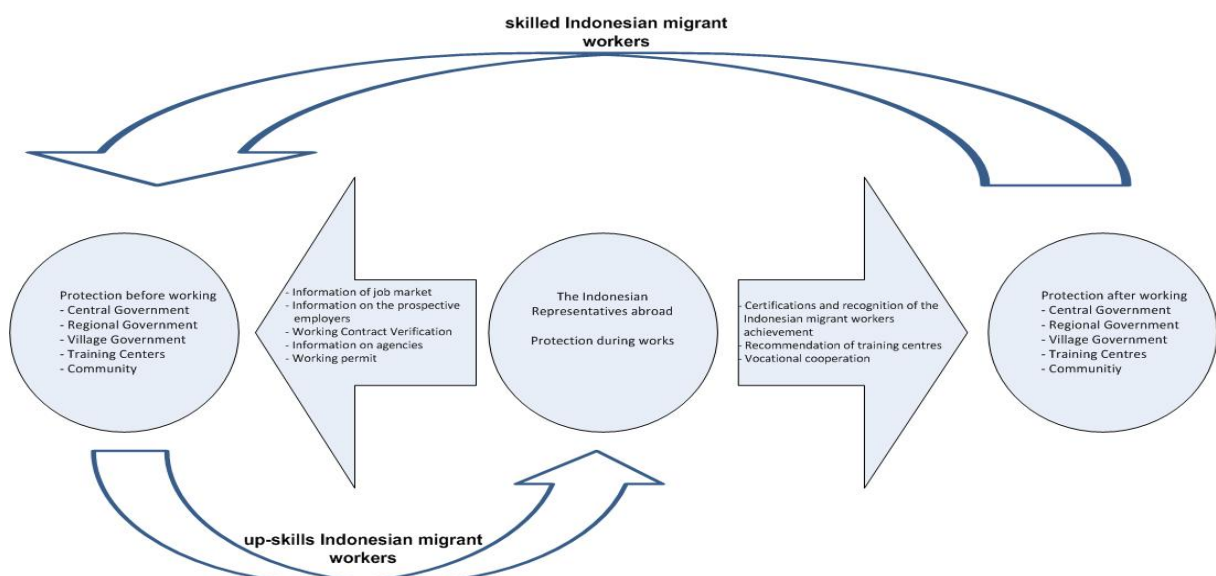 skilled Indonesian migrant
workers
Protection before working
- Central Government
- Regional Government
- Village Government
- Training Centers
- Community
- Information of job market
- Information on the prospective
employers
- Working Contract Verification
- Information on agencies
- Working permit
The Indonesian
Representatives abroad
Protection during works
- Certifications and recognition of the
Indonesian migrant workers
achievement
- Recommendation of training centres
- Vocational cooperation
Protection after working
- Central Government
- Regional Government
- Village Government
- Training Centres
- Communitiy
up-skills Indonesian migrant
workers